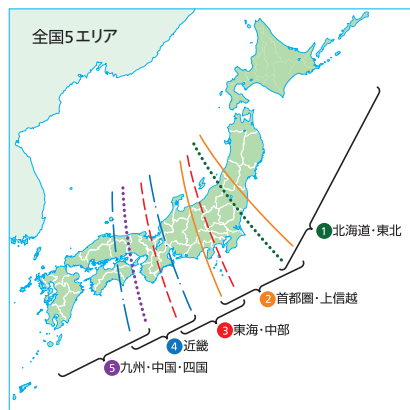 全国5エリア
1北海道・東北
2首都圏・上信越
3東海・中部
4近畿
5九州・中国・四国